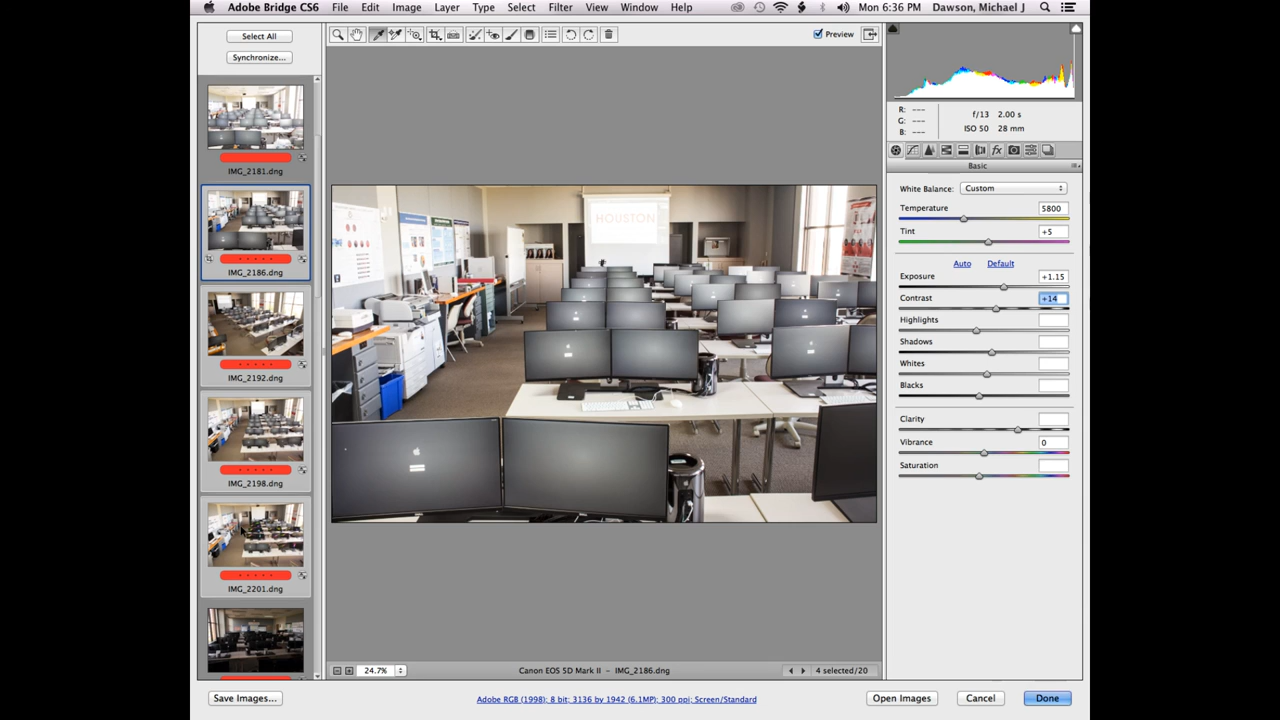 Adobe Bridge CS6 File Edit Image Layer Type Select Filter View Window Help Mon 6:36 PM Dawson, Michael J
Select All
Synchronize...
Preview
IMG_2181.dng
IMG_2186.dng
IMG_2192.dng
IMG_2198.dng
IMG_2201.dng
HOUSTON
24.7%
Canon EOS 5D Mark II – IMG_2186.dng
4 selected/20
R: ---
G: ---
B: ---
f/13 2.00 s
ISO 50 28 mm
Basic
White Balance: Custom
Temperature 5800
Tint +5
Auto Default
Exposure +1.15
Contrast +14
Highlights
Shadows
Whites
Blacks
Clarity
Vibrance 0
Saturation
Save Images...
Adobe RGB (1998); 8 bit; 3136 by 1942 (6.1MP); 300 ppi; Screen/Standard
Open Images Cancel Done